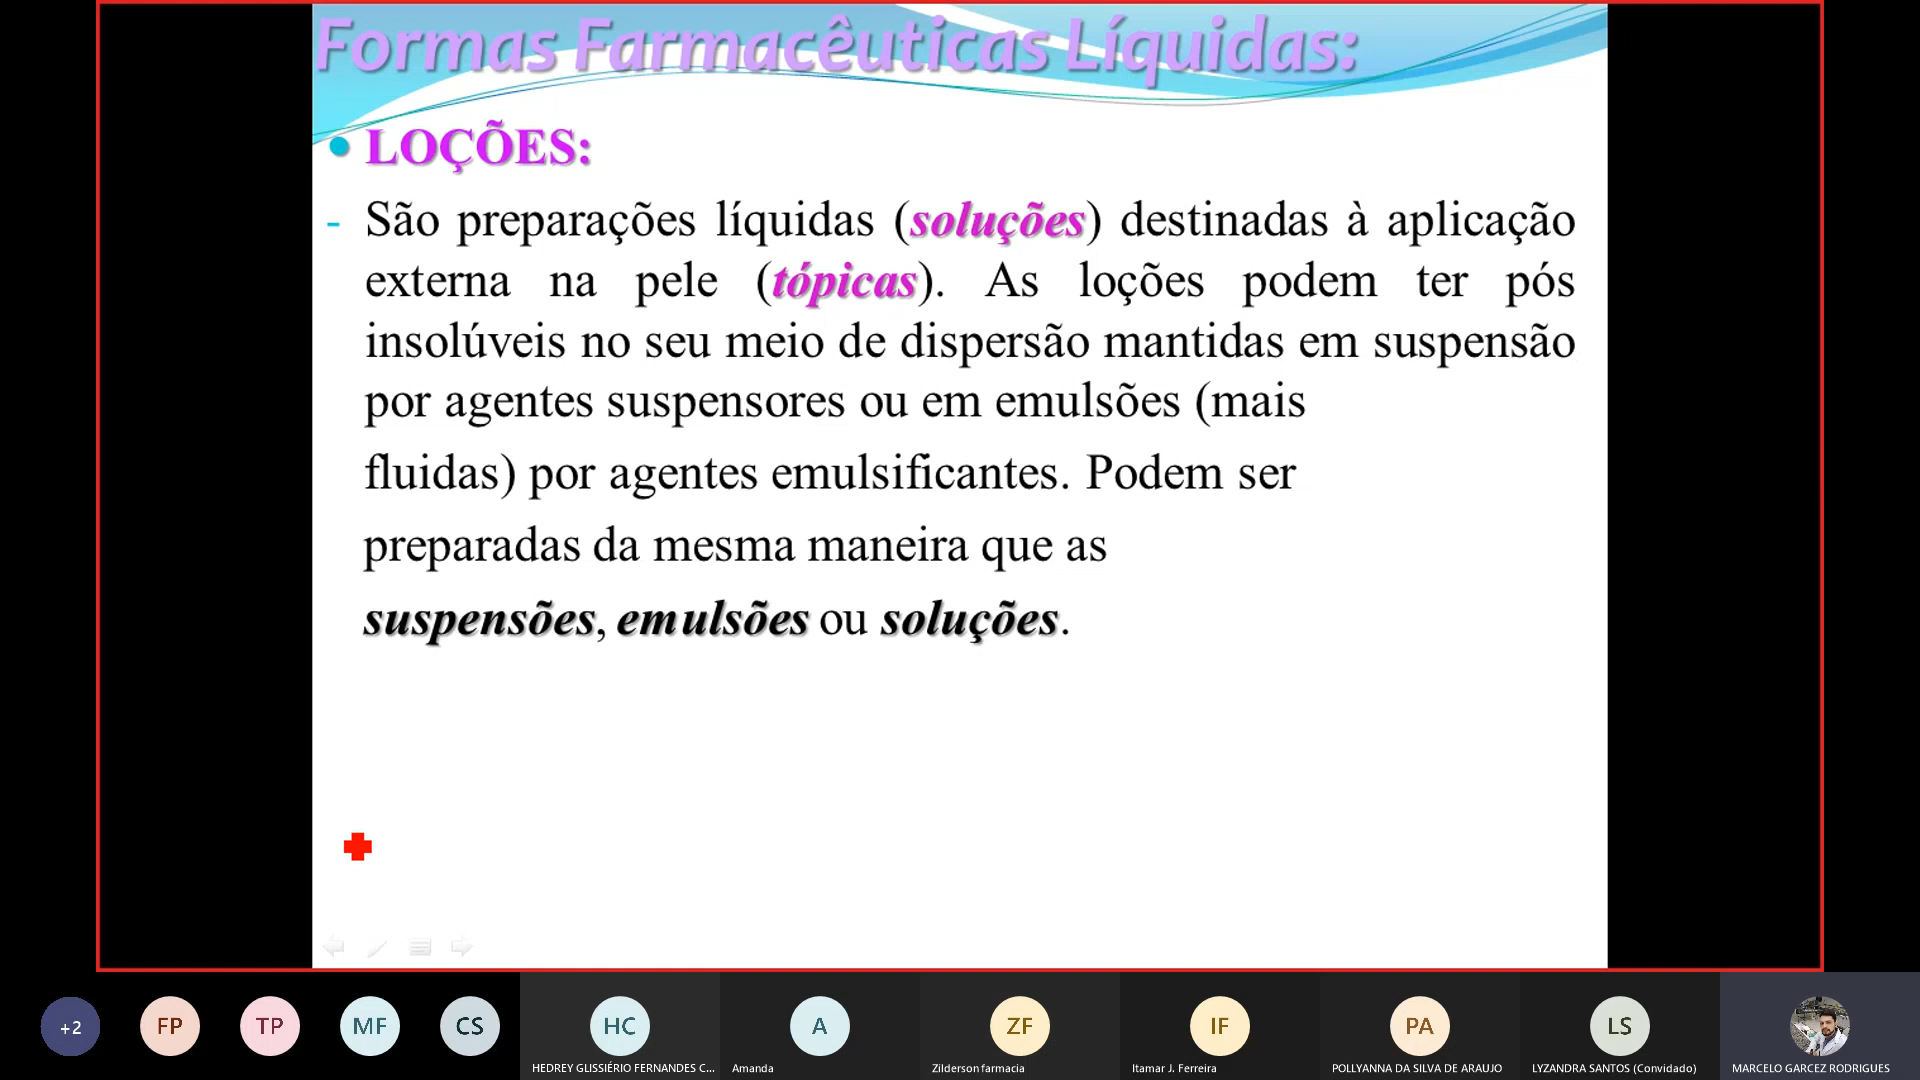 Formas Farmacêuticas Líquidas:
• LOÇÕES:
- São preparações líquidas (soluções) destinadas à aplicação
externa na pele (tópicas). As loções podem ter pós
insolúveis no seu meio de dispersão mantidas em suspensão
por agentes suspensores ou em emulsões (mais
fluidas) por agentes emulsificantes. Podem ser
preparadas da mesma maneira que as
suspensões, emulsões ou soluções.
+2 FP TP MF CS HC A ZF IF PA LS
HEDREY GLISSIÉRIO FERNANDES C... Amanda Zilderson farmacia Itamar J. Ferreira POLLYANNA DA SILVA DE ARAUJO LYZANDRA SANTOS (Convidado) MARCELO GARCEZ RODRIGUES